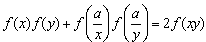 f(x)f(y) + f(a/x) f(a/y) = 2f(xy)